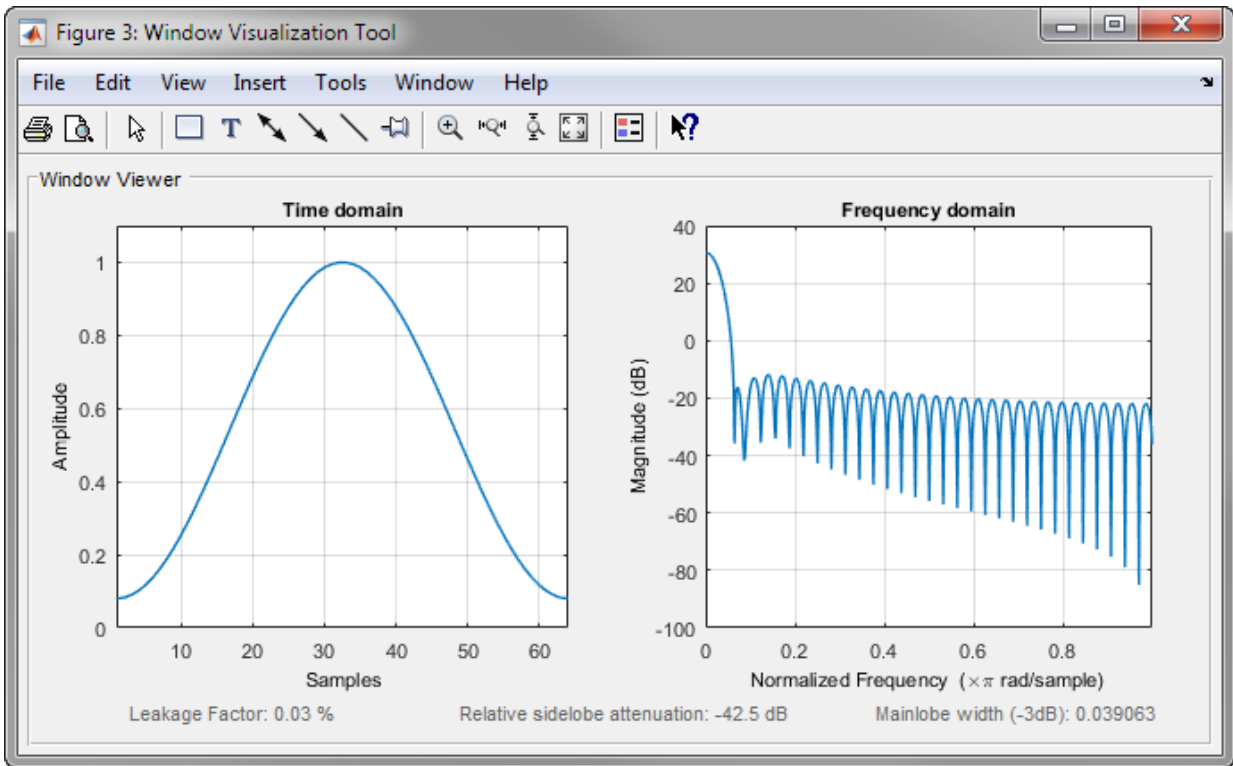 Figure 3: Window Visualization Tool
File Edit View Insert Tools Window Help
T
Window Viewer
Time domain
1
0.8
0.6
0.4
0.2
0
Amplitude
10 20 30 40 50 60
Samples
Frequency domain
40
20
0
-20
-40
-60
-80
-100
Magnitude (dB)
0 0.2 0.4 0.6 0.8
Normalized Frequency (×π rad/sample)
Leakage Factor: 0.03 % Relative sidelobe attenuation: -42.5 dB Mainlobe width (-3dB): 0.039063